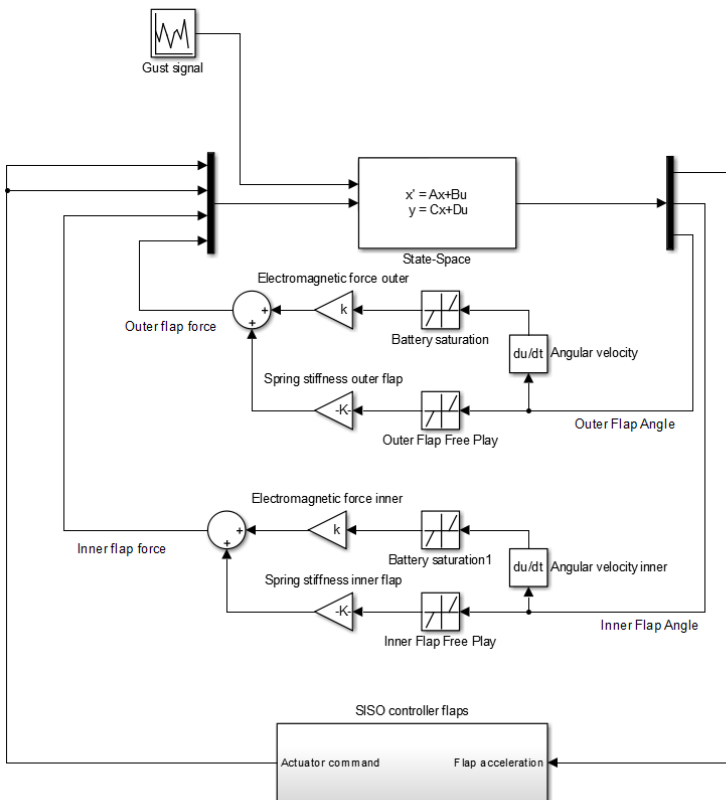 Gust signal
x' = Ax+Bu
y = Cx+Du
State-Space
Electromagnetic force outer
+
+
k
Outer flap force
Battery saturation
du/dt
Angular velocity
Spring stiffness outer flap
-K-
Outer Flap Free Play
Outer Flap Angle
Electromagnetic force inner
+
+
k
Inner flap force
Battery saturation1
du/dt
Angular velocity inner
Spring stiffness inner flap
-K-
Inner Flap Free Play
Inner Flap Angle
SISO controller flaps
Actuator command
Flap acceleration